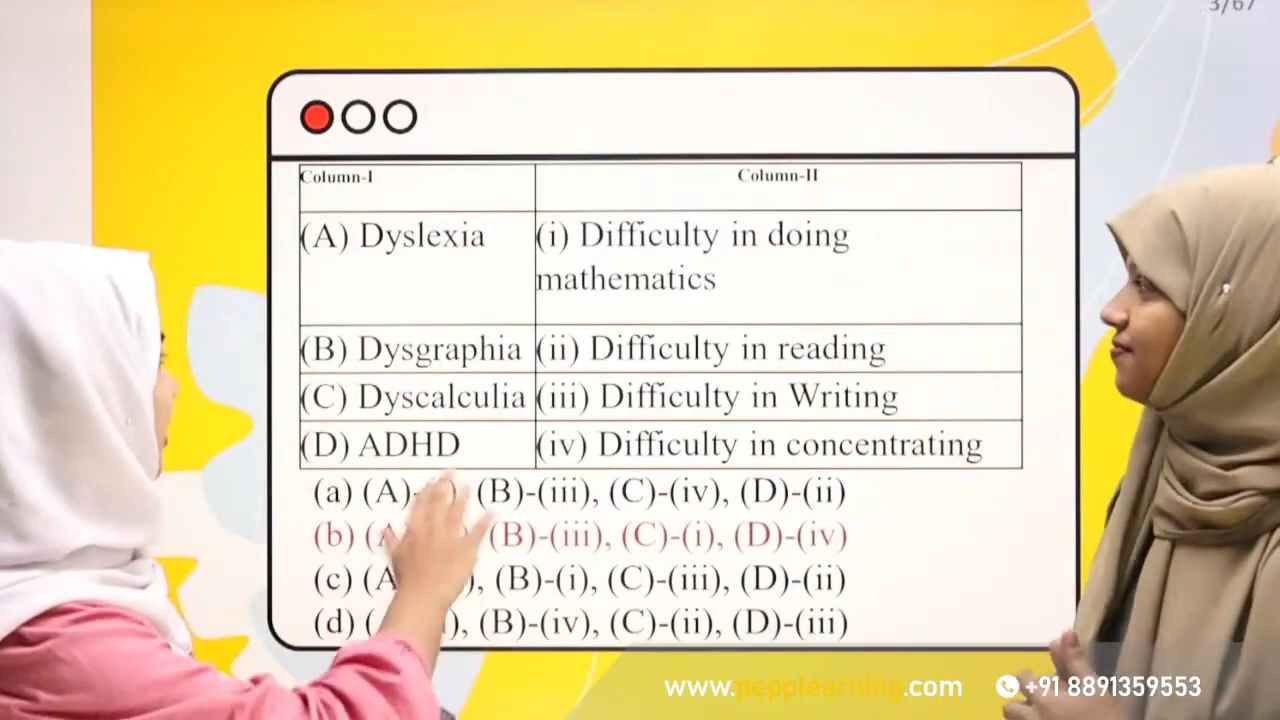 3/67
Column-I Column-II
(A) Dyslexia (i) Difficulty in doing
mathematics
(B) Dysgraphia (ii) Difficulty in reading
(C) Dyscalculia (iii) Difficulty in Writing
(D) ADHD (iv) Difficulty in concentrating
(a) (A)- (B)-(iii), (C)-(iv), (D)-(ii)
(b) (B)-(iii), (C)-(i), (D)-(iv)
(c) (B)-(i), (C)-(iii), (D)-(ii)
(d) (B)-(iv), (C)-(ii), (D)-(iii)
www.pepplearning.com +91 8891359553